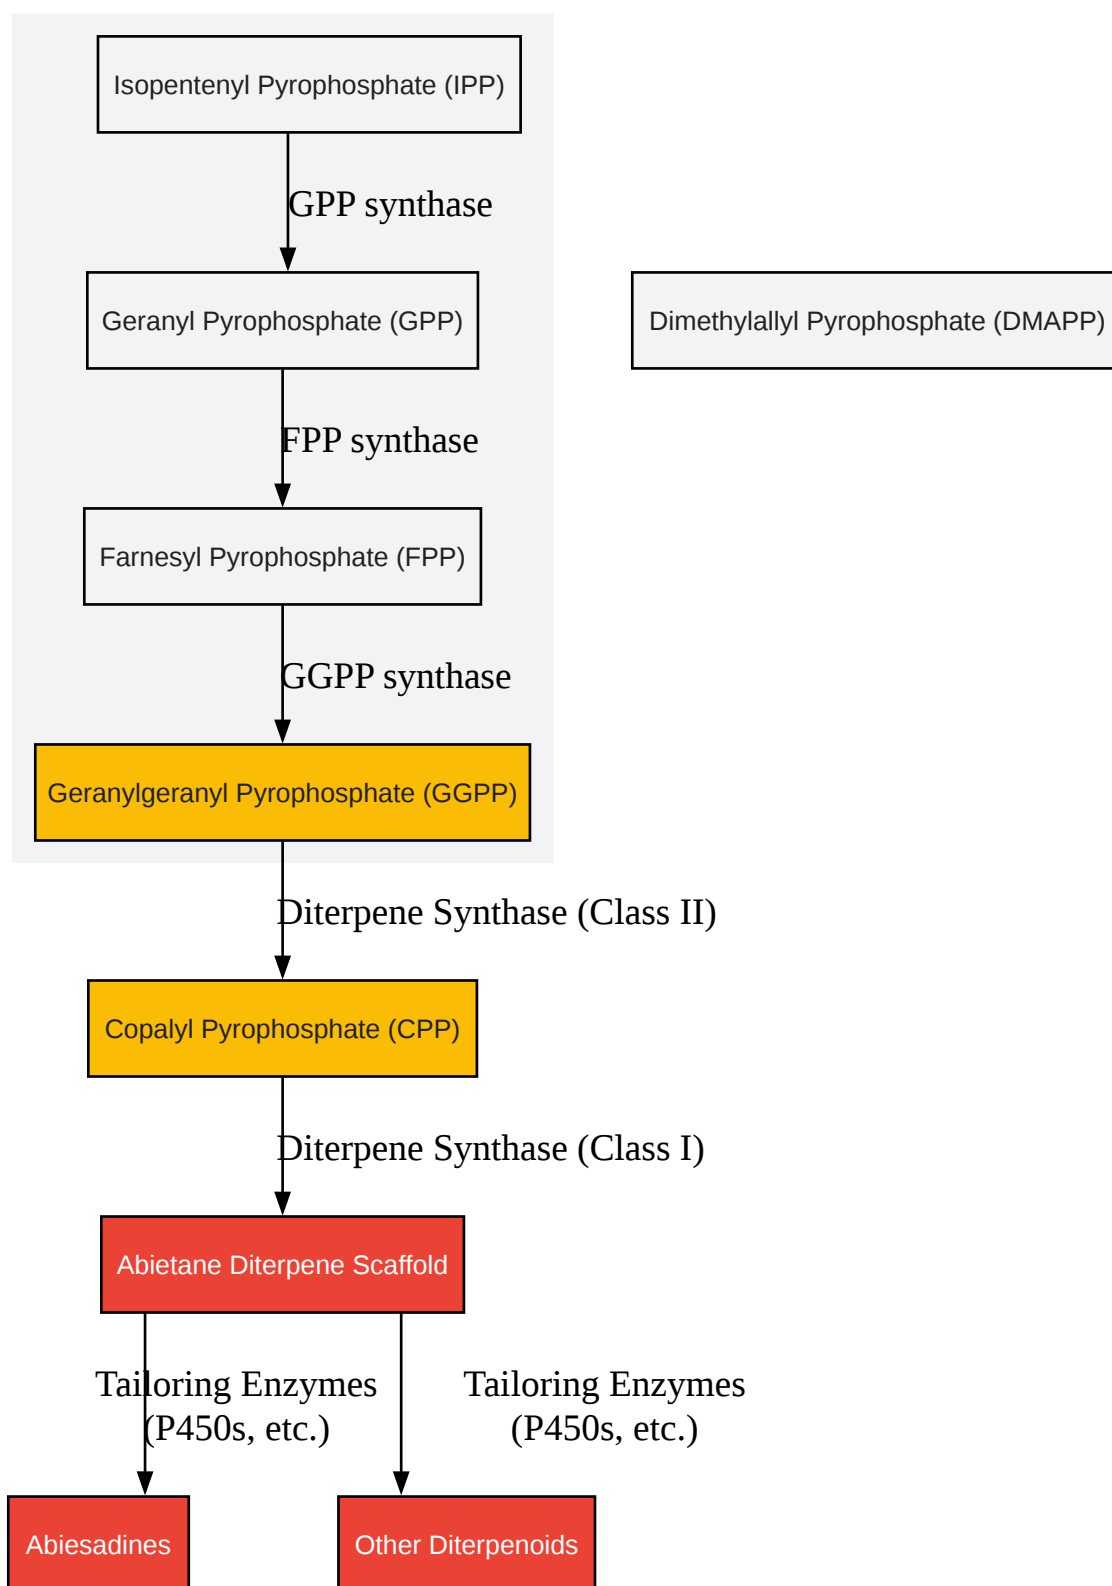 Isopentenyl Pyrophosphate (IPP)
GPP synthase
Geranyl Pyrophosphate (GPP)
Dimethylallyl Pyrophosphate (DMAPP)
FPP synthase
Farnesyl Pyrophosphate (FPP)
GGPP synthase
Geranylgeranyl Pyrophosphate (GGPP)
Diterpene Synthase (Class II)
Copalyl Pyrophosphate (CPP)
Diterpene Synthase (Class I)
Abietane Diterpene Scaffold
Tailoring Enzymes
(P450s, etc.)
Tailoring Enzymes
(P450s, etc.)
Abiesadines
Other Diterpenoids